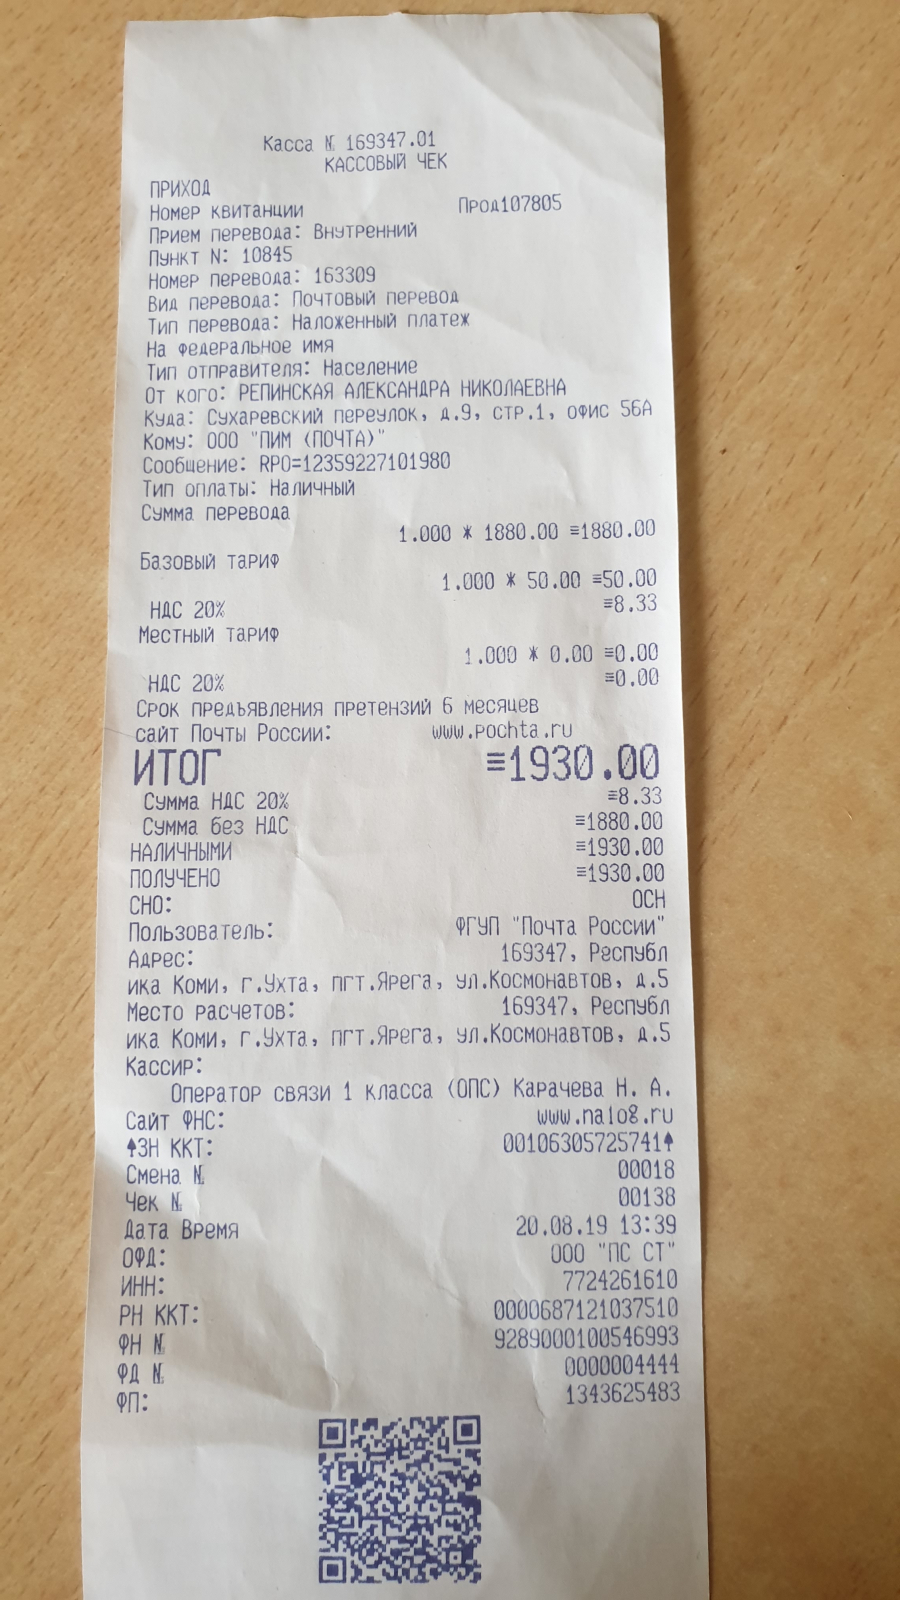 Касса № 169347.01
КАССОВЫЙ ЧЕК
ПРИХОД
Номер квитанции Прод107805
Прием перевода: Внутренний
Пункт N: 10845
Номер перевода: 163309
Вид перевода: Почтовый перевод
Тип перевода: Наложенный платеж
На федеральное имя
Тип отправителя: Население
От кого: РЕПИНСКАЯ АЛЕКСАНДРА НИКОЛАЕВНА
Куда: Сухаревский переулок, д.9, стр.1, офис 56А
Кому: ООО "ПИМ (ПОЧТА)"
Сообщение: RPO=12359227101980
Тип оплаты: Наличный
Сумма перевода
1.000 * 1880.00 ≡1880.00
Базовый тариф
1.000 * 50.00 ≡50.00
НДС 20% ≡8.33
Местный тариф
1.000 * 0.00 ≡0.00
НДС 20% ≡0.00
Срок предъявления претензий 6 месяцев
сайт Почты России: www.pochta.ru
ИТОГ ≡1930.00
Сумма НДС 20% ≡8.33
Сумма без НДС ≡1880.00
НАЛИЧНЫМИ ≡1930.00
ПОЛУЧЕНО ≡1930.00
СНО: ОСН
Пользователь: ФГУП "Почта России"
Адрес: 169347, Республ
ика Коми, г.Ухта, пгт.Ярега, ул.Космонавтов, д.5
Место расчетов: 169347, Республ
ика Коми, г.Ухта, пгт.Ярега, ул.Космонавтов, д.5
Кассир:
Оператор связи 1 класса (ОПС) Карачева Н. А.
Сайт ФНС: www.nalog.ru
↑ЗН ККТ: 00106305725741↑
Смена № 00018
Чек № 00138
Дата Время 20.08.19 13:39
ОФД: ООО "ПС СТ"
ИНН: 7724261610
РН ККТ: 0000687121037510
ФН № 9289000100546993
ФД № 0000004444
ФП: 1343625483